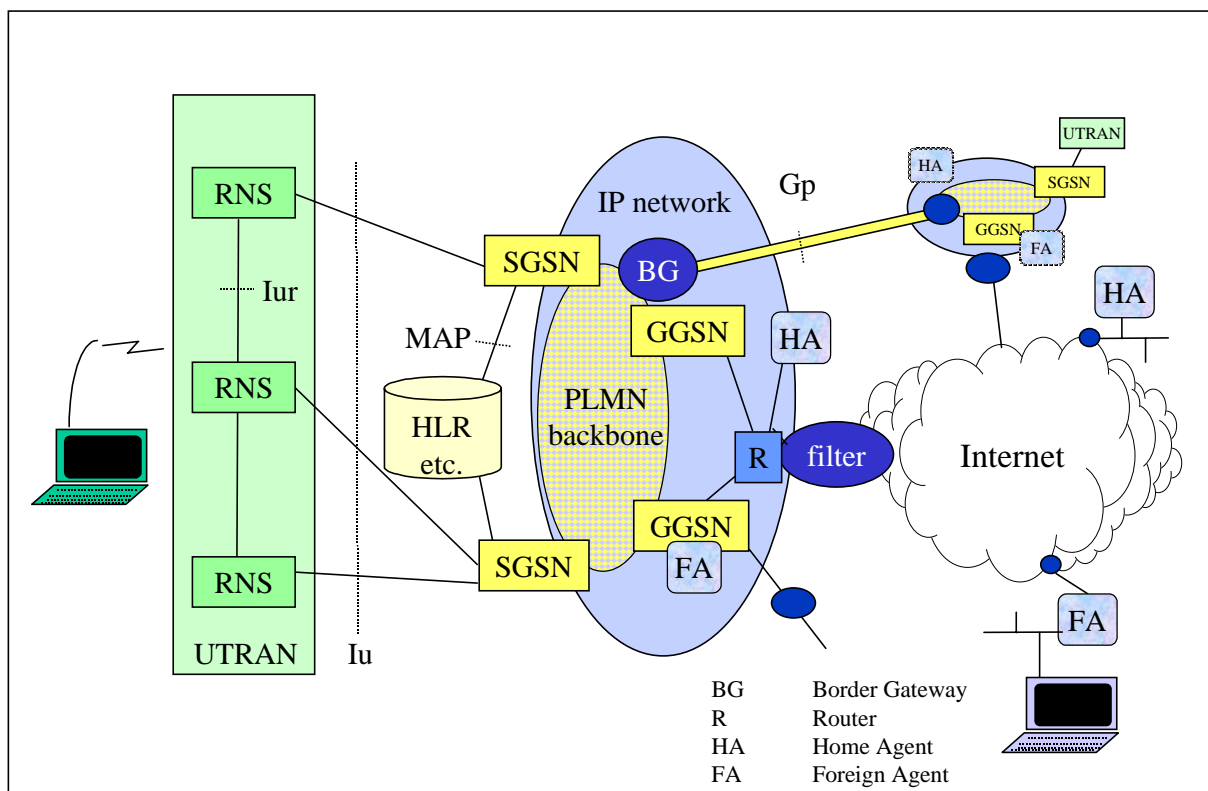 UTRAN
HA
RNS
Gp
SGSN
IP network
GGSN
SGSN
BG
FA
Iur
HA
GGSN
HA
MAP
RNS
PLMN
backbone
HLR
etc.
R
filter
Internet
GGSN
SGSN
FA
RNS
FA
UTRAN
Iu
BG Border Gateway
R Router
HA Home Agent
FA Foreign Agent